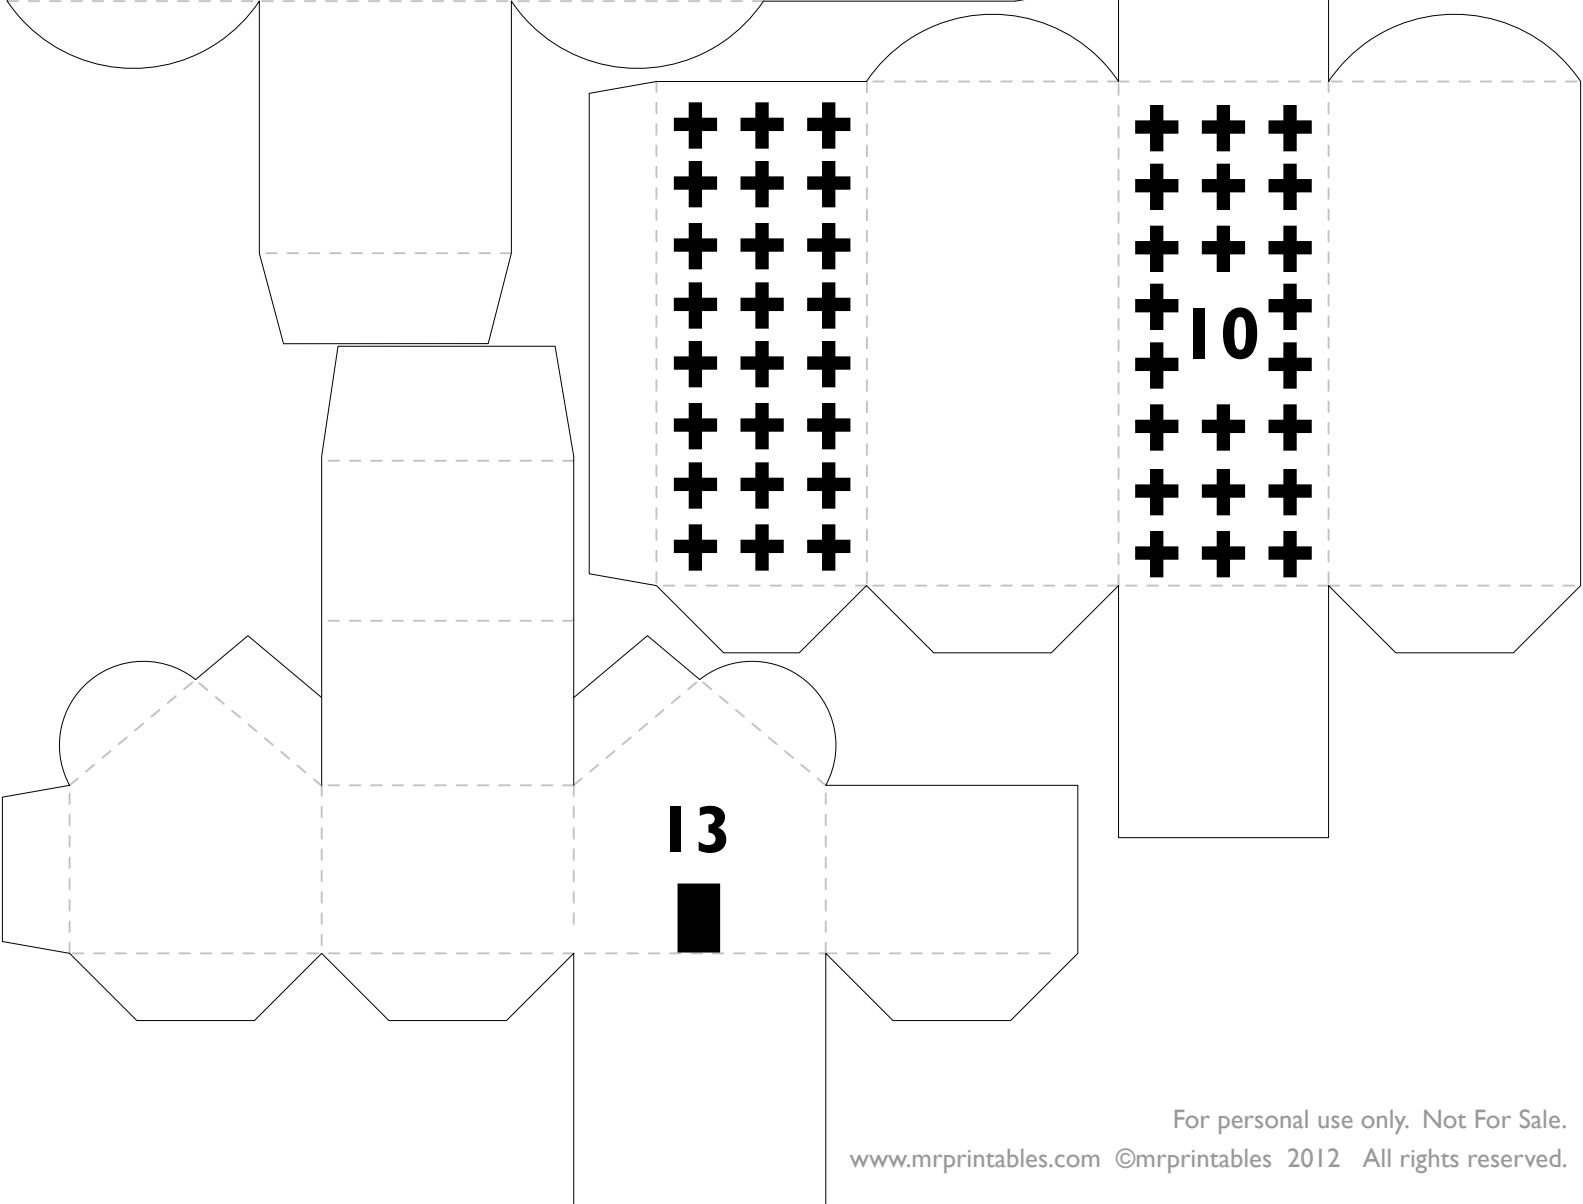 10
13
For personal use only. Not For Sale.
www.mrprintables.com ©mrprintables 2012 All rights reserved.